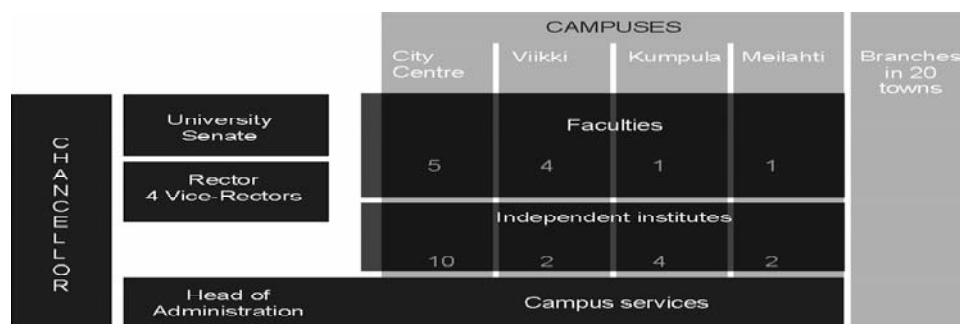 CAMPUSES
City
Centre
Viikki
Kumpula
Meilahti
Branches
in 20
towns
CHANCELLOR
University
Senate
Rector
4 Vice-Rectors
Faculties
5 4 1 1
Independent institutes
10 2 4 2
Head of
Administration
Campus services